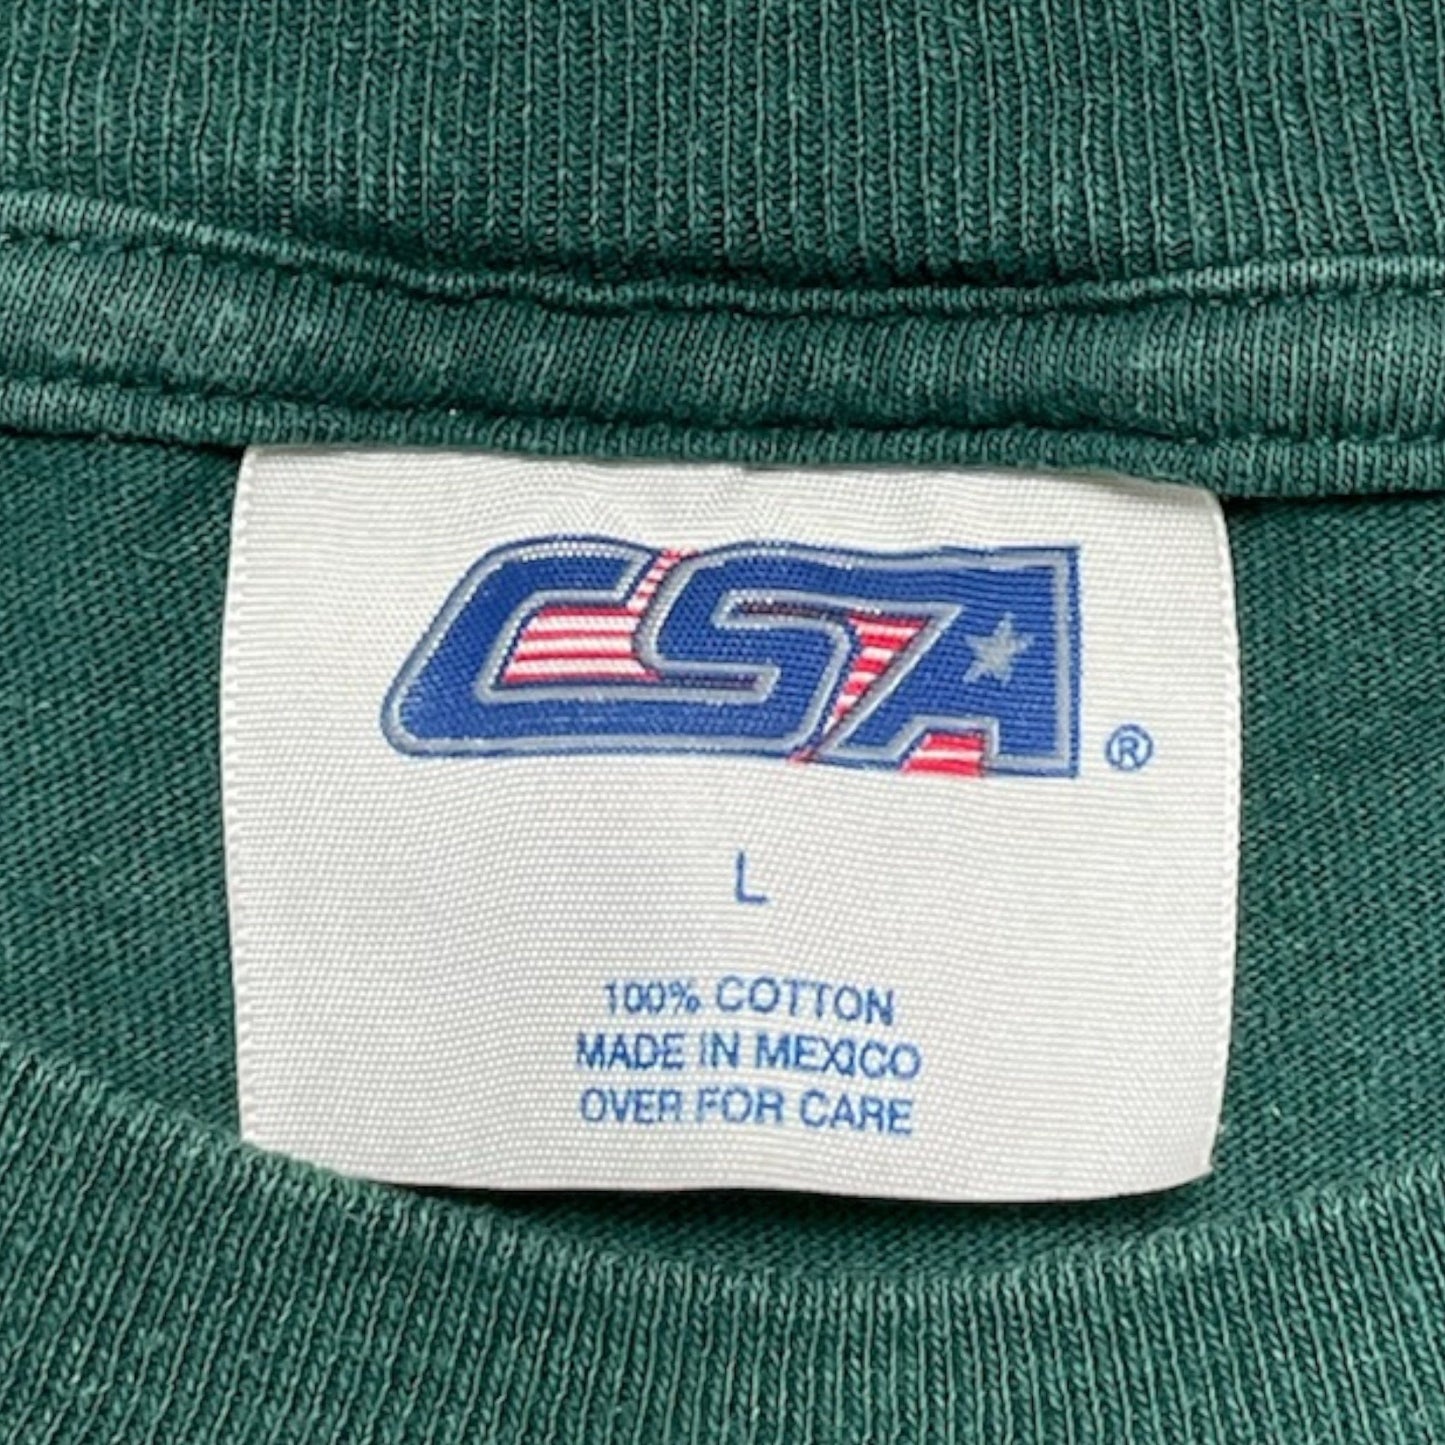 CSA ®
L
100% COTTON
MADE IN MEXICO
OVER FOR CARE